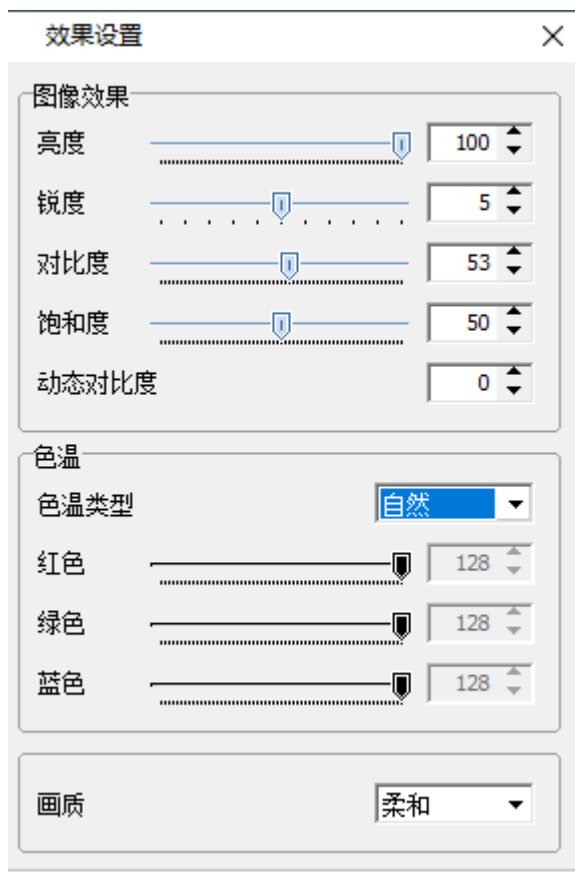 效果设置
图像效果
亮度 100
锐度 5
对比度 53
饱和度 50
动态对比度 0
色温
色温类型 自然
红色 128
绿色 128
蓝色 128
画质 柔和